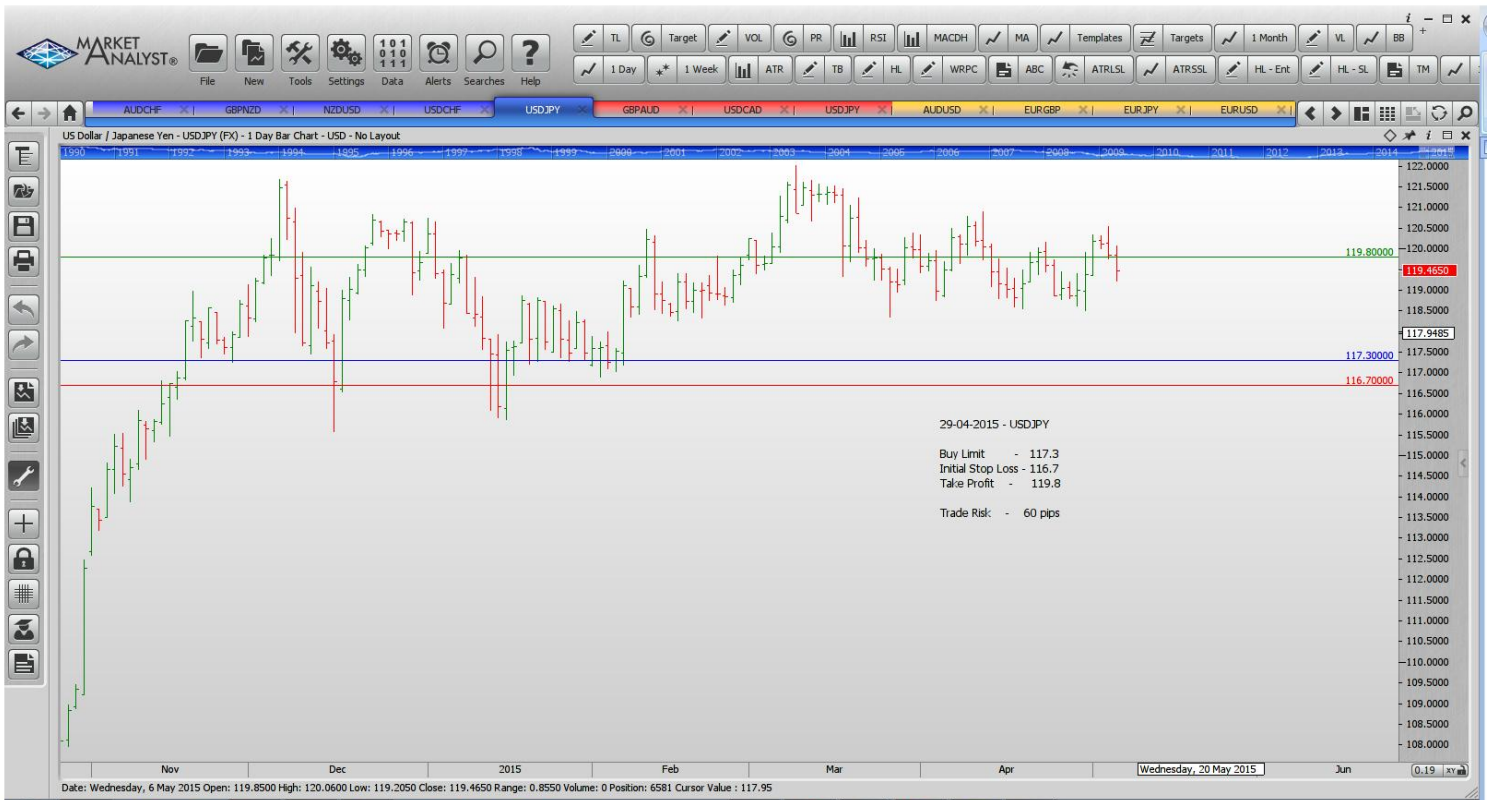 MARKET ANALYST®
File New Tools Settings Data Alerts Searches Help
TL Target VOL PR RSI MACDH MA Templates Targets 1 Month VL BB
1 Day 1 Week ATR TB HL WRPC ABC ATRLSL ATRSSL HL - Ent HL - SL TM
AUDCHF GBPNZD NZDUSD USDCHF USDJPY GBPAUD USDCAD USDJPY AUDUSD EURGBP EURJPY EURUSD
US Dollar / Japanese Yen - USDJPY (FX) - 1 Day Bar Chart - USD - No Layout
1990 1991 1992 1993 1994 1995 1996 1997 1998 1999 2000 2001 2002 2003 2004 2005 2006 2007 2008 2009 2010 2011 2012 2013 2014 2015
122.0000
121.5000
121.0000
120.5000
120.0000
119.80000
119.4650
119.0000
118.5000
117.9485
117.5000
117.30000
117.0000
116.70000
116.5000
116.0000
115.5000
115.0000
114.5000
114.0000
113.5000
113.0000
112.5000
112.0000
111.5000
111.0000
110.5000
110.0000
109.5000
109.0000
108.5000
108.0000
29-04-2015 - USDJPY
Buy Limit - 117.3
Initial Stop Loss - 116.7
Take Profit - 119.8
Trade Risk - 60 pips
Nov Dec 2015 Feb Mar Apr Wednesday, 20 May 2015 Jun 0.19 XY
Date: Wednesday, 6 May 2015 Open: 119.8500 High: 120.0600 Low: 119.2050 Close: 119.4650 Range: 0.8550 Volume: 0 Position: 6581 Cursor Value : 117.95